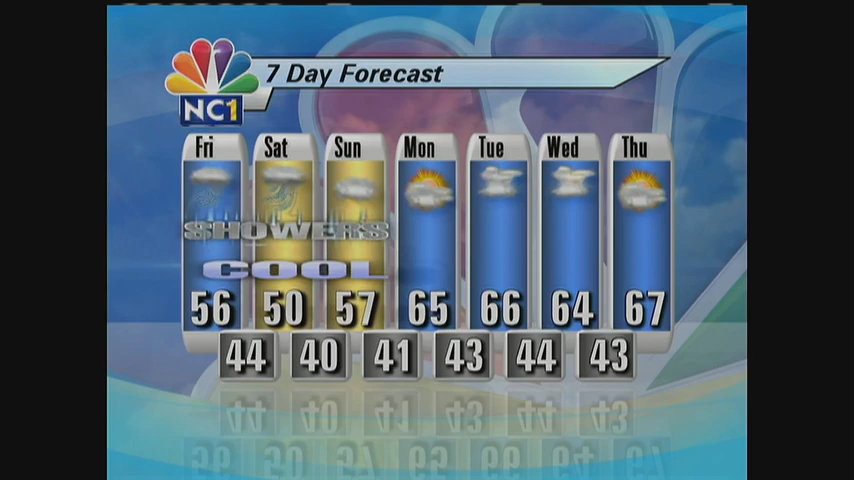 7 Day Forecast
NC1
Fri Sat Sun Mon Tue Wed Thu
SHOWERS
COOL
56 50 57 65 66 64 67
44 40 41 43 44 43